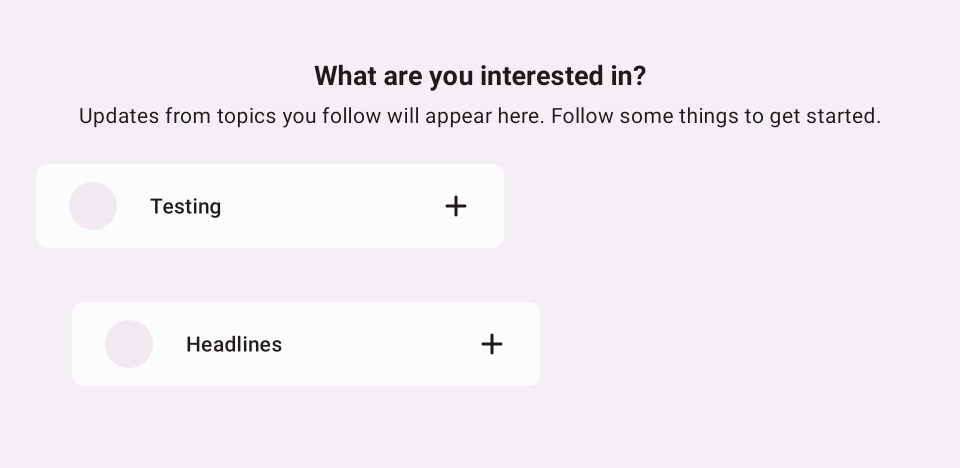 What are you interested in?
Updates from topics you follow will appear here. Follow some things to get started.
Testing
Headlines